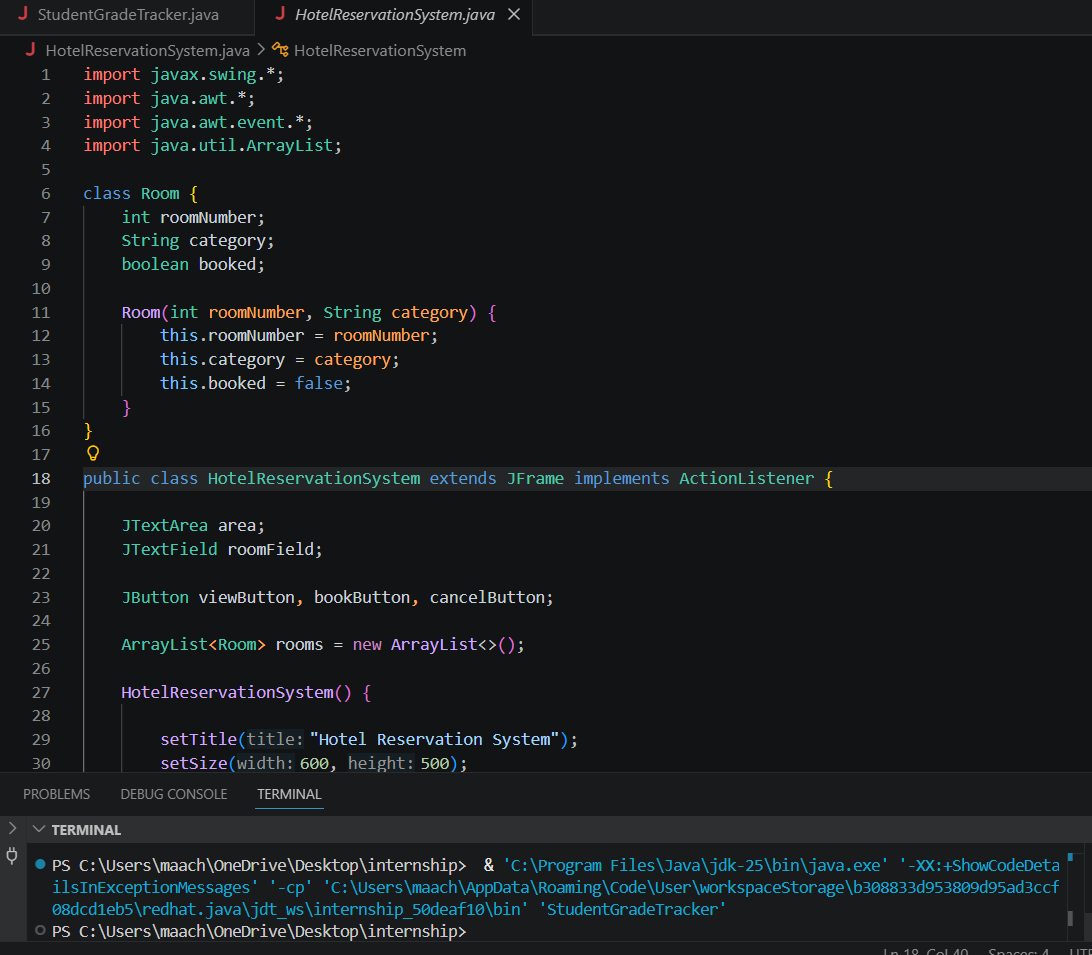 StudentGradeTracker.java
HotelReservationSystem.java
HotelReservationSystem.java > HotelReservationSystem
1 import javax.swing.*;
2 import java.awt.*;
3 import java.awt.event.*;
4 import java.util.ArrayList;
5
6 class Room {
7 int roomNumber;
8 String category;
9 boolean booked;
10
11 Room(int roomNumber, String category) {
12 this.roomNumber = roomNumber;
13 this.category = category;
14 this.booked = false;
15 }
16 }
17
18 public class HotelReservationSystem extends JFrame implements ActionListener {
19
20 JTextArea area;
21 JTextField roomField;
22
23 JButton viewButton, bookButton, cancelButton;
24
25 ArrayList<Room> rooms = new ArrayList<>();
26
27 HotelReservationSystem() {
28
29 setTitle(title: "Hotel Reservation System");
30 setSize(width: 600, height: 500);
PROBLEMS DEBUG CONSOLE TERMINAL
TERMINAL
PS C:\Users\maach\OneDrive\Desktop\internship> & 'C:\Program Files\Java\jdk-25\bin\java.exe' '-XX:+ShowCodeDeta
ilsInExceptionMessages' '-cp' 'C:\Users\maach\AppData\Roaming\Code\User\workspaceStorage\b308833d953809d95ad3ccf
08dcd1eb5\redhat.java\jdt_ws\internship_50deaf10\bin' 'StudentGradeTracker'
PS C:\Users\maach\OneDrive\Desktop\internship>
Ln 18, Col 40 Spaces: 4